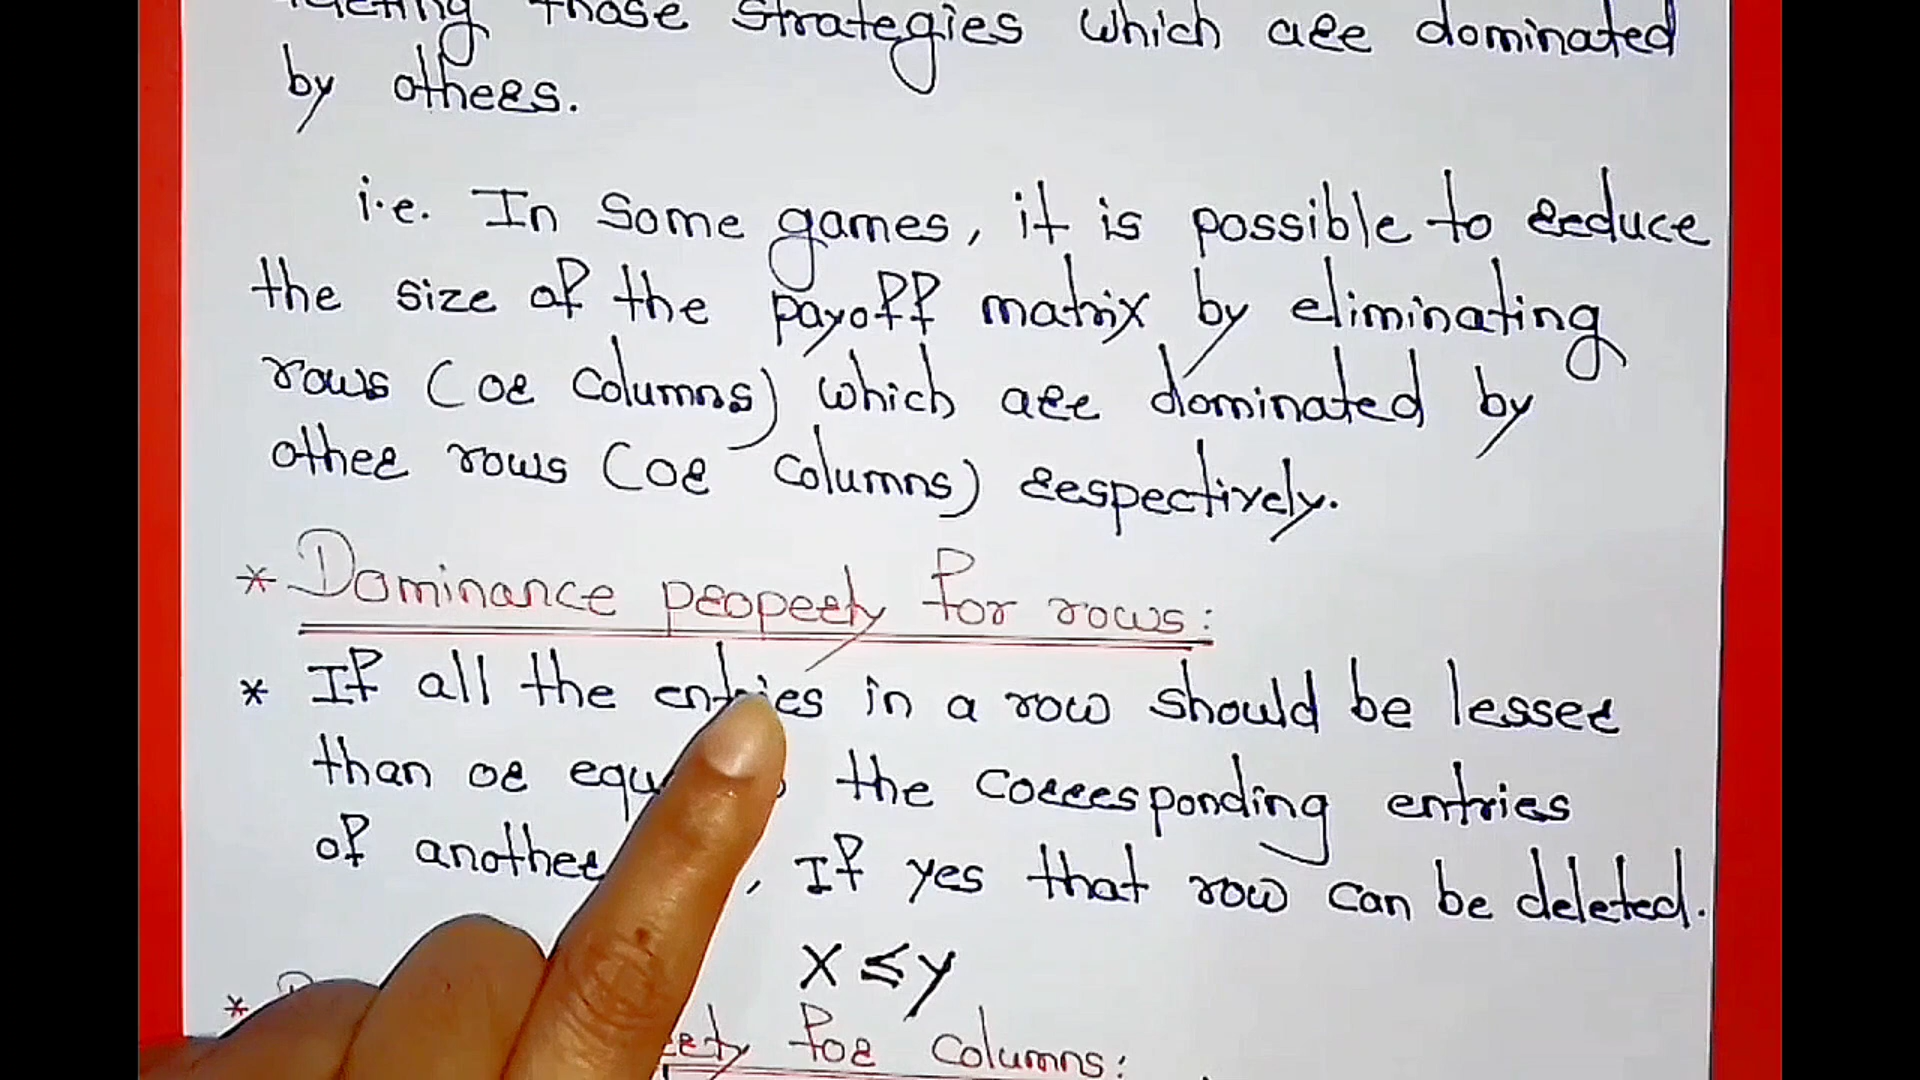 those strategies which are dominated
by others.
i.e. In Some games, it is possible to reduce
the size of the payoff matrix by eliminating
rows (or Columns) which are dominated by
other rows (or Columns) respectively.
* Dominance property for rows:
* If all the entries in a row should be lesser
than or the corresponding entries
of another , If yes that row can be deleted.
X ≤ Y
* for Columns: